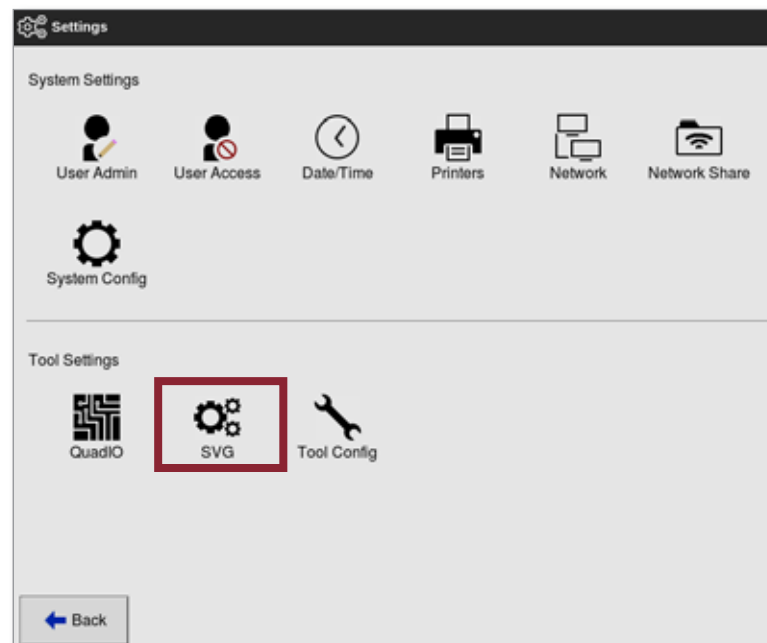 Settings
System Settings
User Admin
User Access
Date/Time
Printers
Network
Network Share
System Config
Tool Settings
QuadIO
SVG
Tool Config
Back